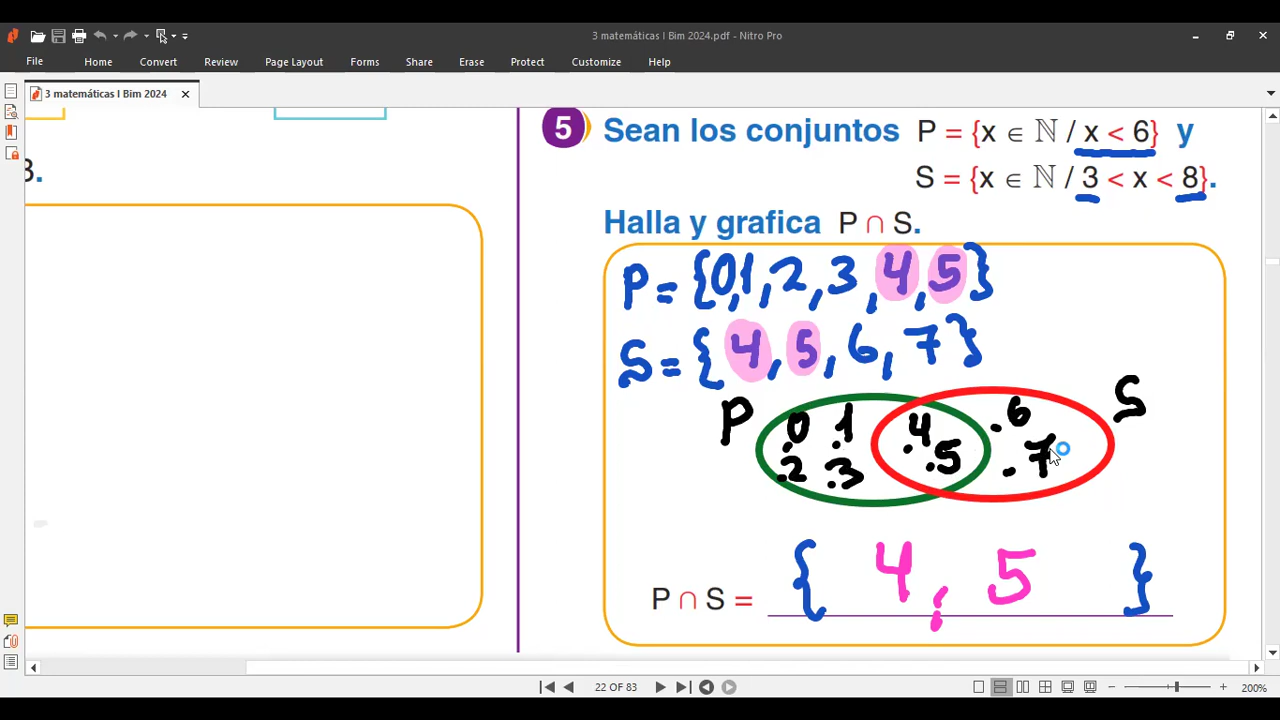 3 matemáticas I Bim 2024.pdf - Nitro Pro
File Home Convert Review Page Layout Forms Share Erase Protect Customize Help
3 matemáticas I Bim 2024
5 Sean los conjuntos P = {x ∈ ℕ / x < 6} y
S = {x ∈ ℕ / 3 < x < 8}.
3.
Halla y grafica P ∩ S.
P = {0, 1, 2, 3, 4, 5}
S = {4, 5, 6, 7}
P .0 .1 .4 .6 S
.2 .3 .5 .7
P ∩ S = { 4, 5 }
22 OF 83
200%